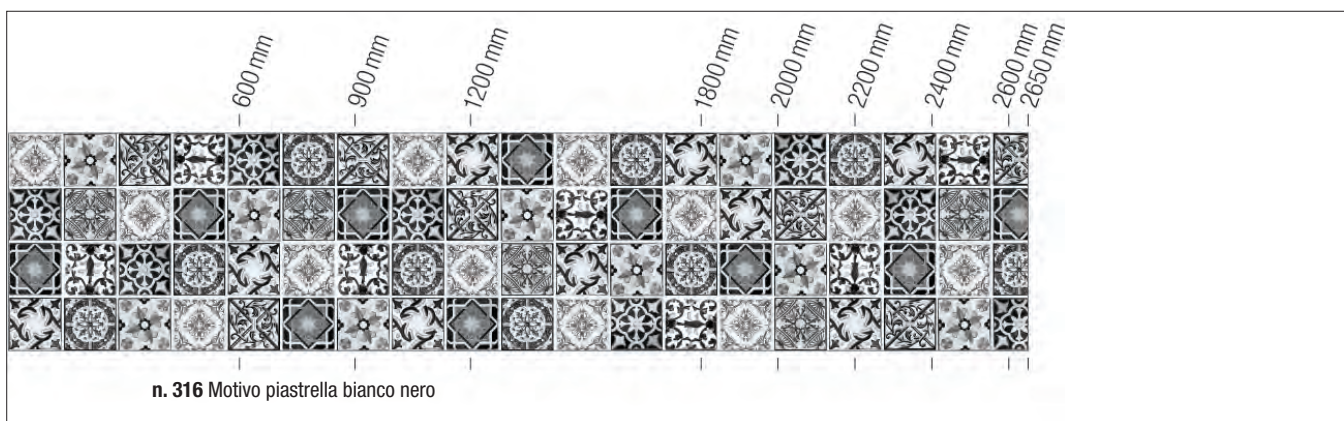 600 mm
900 mm
1200 mm
1800 mm
2000 mm
2200 mm
2400 mm
2600 mm
2650 mm
n. 316 Motivo piastrella bianco nero